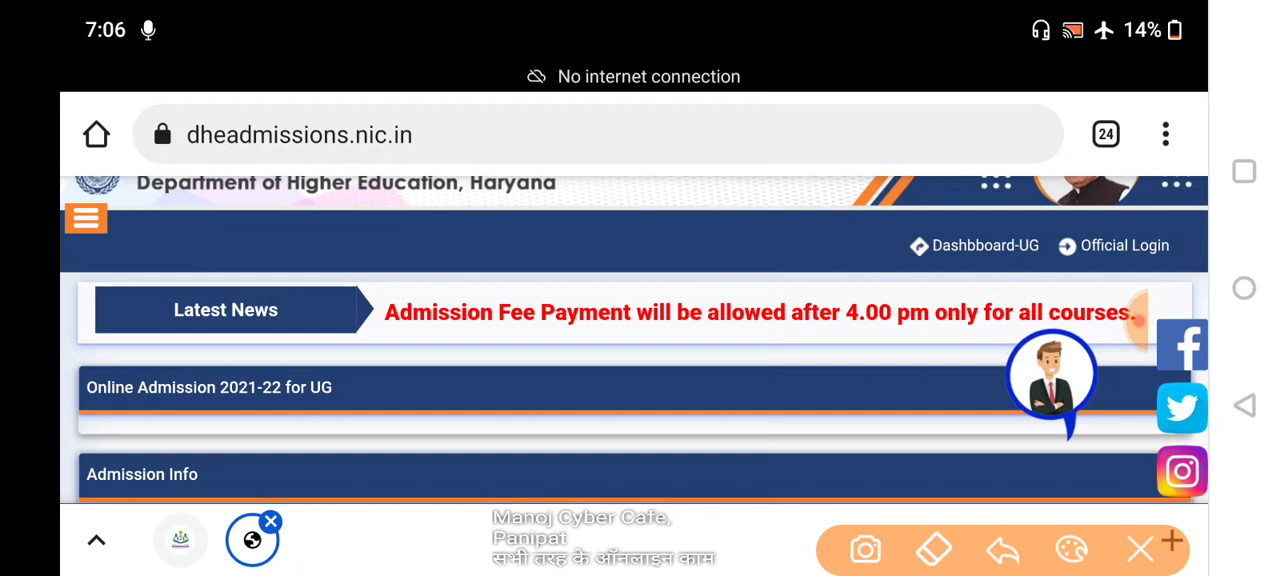 7:06
14%
No internet connection
dheadmissions.nic.in
24
Department of Higher Education, Haryana
Dashbboard-UG
Official Login
Latest News
Admission Fee Payment will be allowed after 4.00 pm only for all courses.
Online Admission 2021-22 for UG
Admission Info
Manoj Cyber Cafe,
Panipat
सभी तरह के ऑनलाइन काम